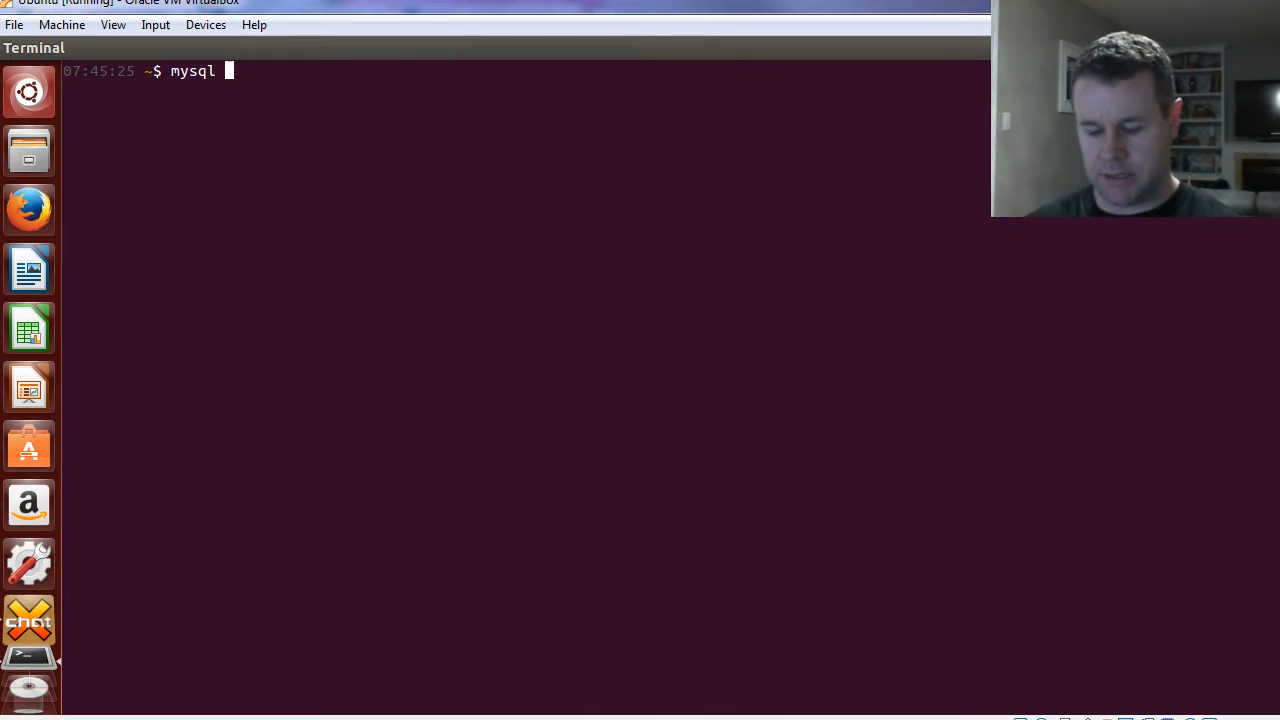 Ubuntu [Running] - Oracle VM VirtualBox
File Machine View Input Devices Help
Terminal
07:45:25 ~$ mysql
A
a
chat
>_